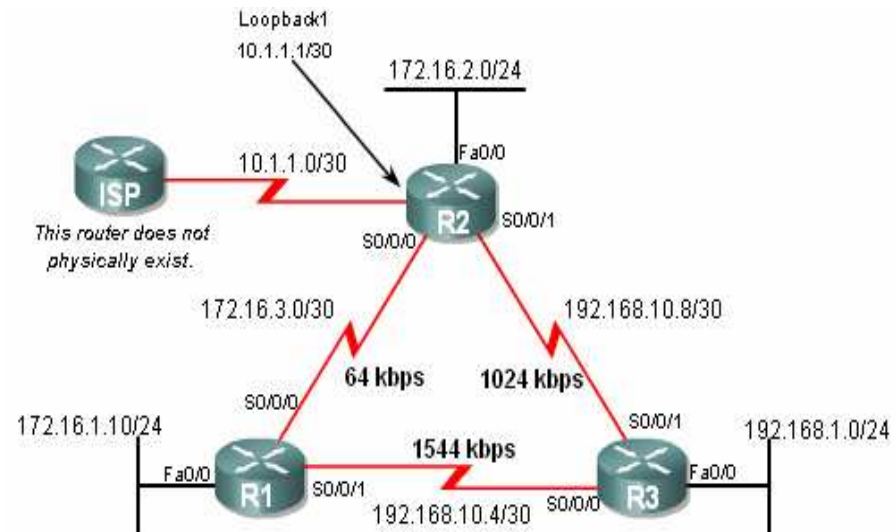 Loopback1
10.1.1.1/30
172.16.2.0/24
Fa0/0
10.1.1.0/30
ISP
R2
S0/0/1
This router does not
physically exist.
S0/0/0
172.16.3.0/30
192.168.10.8/30
64 kbps
1024 kbps
S0/0/0
S0/0/1
172.16.1.10/24
1544 kbps
192.168.1.0/24
Fa0/0
R1
S0/0/1
S0/0/0
R3
Fa0/0
192.168.10.4/30